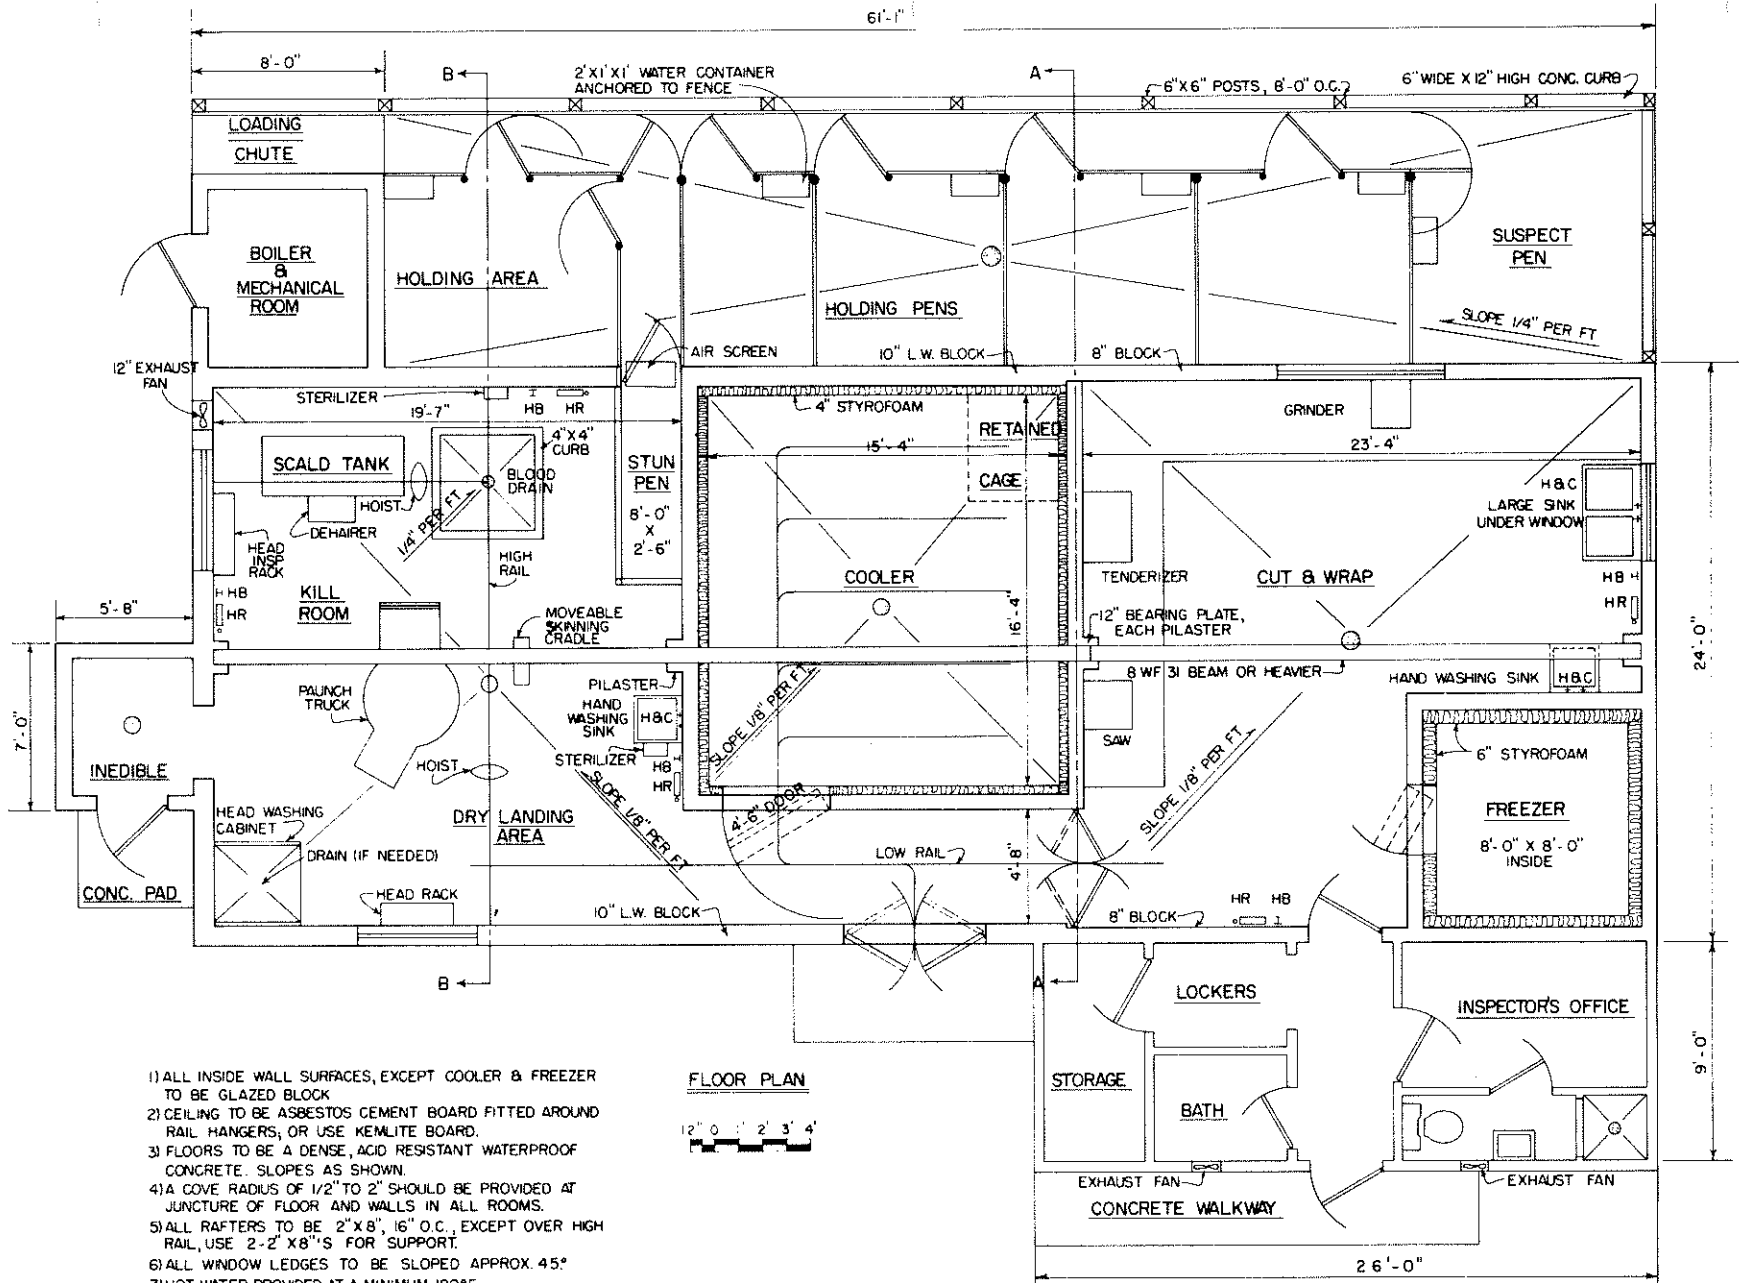 61'-1"
8'-0"
B
2'X1'X1' WATER CONTAINER
ANCHORED TO FENCE
A
6"X6" POSTS, 8'-0" O.C.
6" WIDE X 12" HIGH CONC. CURB
LOADING
CHUTE
BOILER
&
MECHANICAL
ROOM
HOLDING AREA
HOLDING PENS
SUSPECT
PEN
SLOPE 1/4" PER FT
AIR SCREEN
10" L.W. BLOCK
8" BLOCK
12" EXHAUST
FAN
STERILIZER
HB
HR
19'-7"
4"X4"
CURB
SCALD TANK
HOIST
BLOOD
DRAIN
DEHAIRER
1/4" PER FT
HEAD
INSP
RACK
HIGH
RAIL
STUN
PEN
8'-0"
X
2'-6"
4" STYROFOAM
RETAINED
CAGE
15'-4"
COOLER
16'-4"
GRINDER
23'-4"
H&C
LARGE SINK
UNDER WINDOW
TENDERIZER
CUT & WRAP
HB
HR
HB
HR
KILL
ROOM
5'-8"
MOVEABLE
SKINNING
CRADLE
12" BEARING PLATE,
EACH PILASTER
8 WF 31 BEAM OR HEAVIER
HAND WASHING SINK
H&C
24'-0"
7'-0"
PAUNCH
TRUCK
PILASTER
HAND
WASHING
SINK
H&C
STERILIZER
HB
HR
SLOPE 1/8" PER FT
SAW
6" STYROFOAM
INEDIBLE
HOIST
SLOPE 1/8" PER FT
SLOPE 1/8" PER FT
HEAD WASHING
CABINET
DRY LANDING
AREA
4'-6" DOOR
FREEZER
8'-0" X 8'-0"
INSIDE
DRAIN (IF NEEDED)
LOW RAIL
4'-8"
CONC. PAD
HEAD RACK
10" L.W. BLOCK
8" BLOCK
HR
HB
B
A
LOCKERS
INSPECTOR'S OFFICE
9'-0"
STORAGE
BATH
EXHAUST FAN
EXHAUST FAN
CONCRETE WALKWAY
26'-0"
FLOOR PLAN
12" 0 1' 2' 3' 4'
1) ALL INSIDE WALL SURFACES, EXCEPT COOLER & FREEZER
TO BE GLAZED BLOCK
2) CEILING TO BE ASBESTOS CEMENT BOARD FITTED AROUND
RAIL HANGERS; OR USE KEMLITE BOARD.
3) FLOORS TO BE A DENSE, ACID RESISTANT WATERPROOF
CONCRETE. SLOPES AS SHOWN.
4) A COVE RADIUS OF 1/2" TO 2" SHOULD BE PROVIDED AT
JUNCTURE OF FLOOR AND WALLS IN ALL ROOMS.
5) ALL RAFTERS TO BE 2"X8", 16" O.C., EXCEPT OVER HIGH
RAIL, USE 2-2" X8"'S FOR SUPPORT.
6) ALL WINDOW LEDGES TO BE SLOPED APPROX. 45°
7) HOT WATER PROVIDED AT A MINIMUM